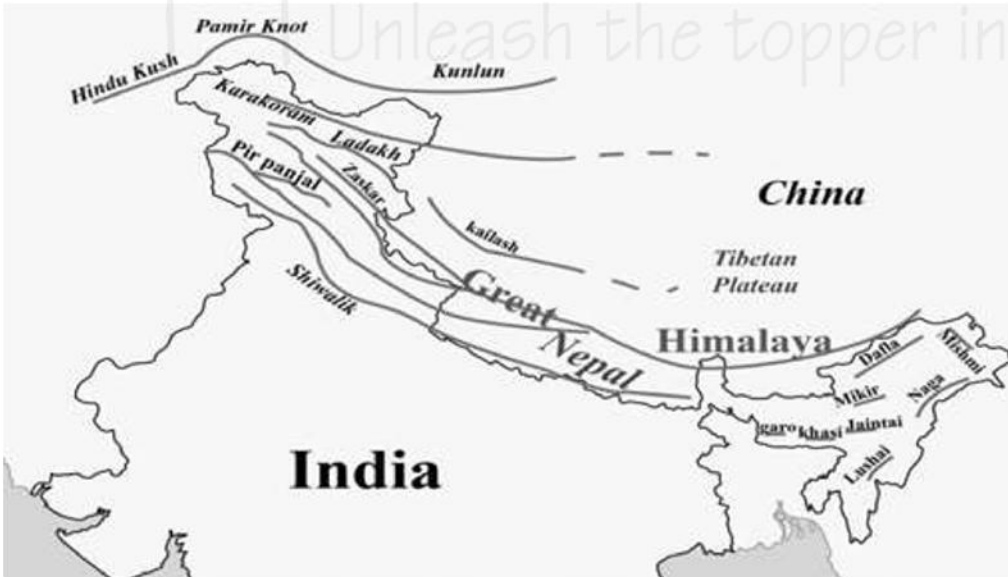 Unleash the topper in
Pamir Knot
Hindu Kush
Kunlun
Karakoram
Ladakh
Pir panjal
Zaskar
China
kailash
Tibetan
Plateau
Shiwalik
Great
Himalaya
Nepal
Dafla
Mishmi
Mikir
Naga
garo
khasi
Jaintai
Lushai
India